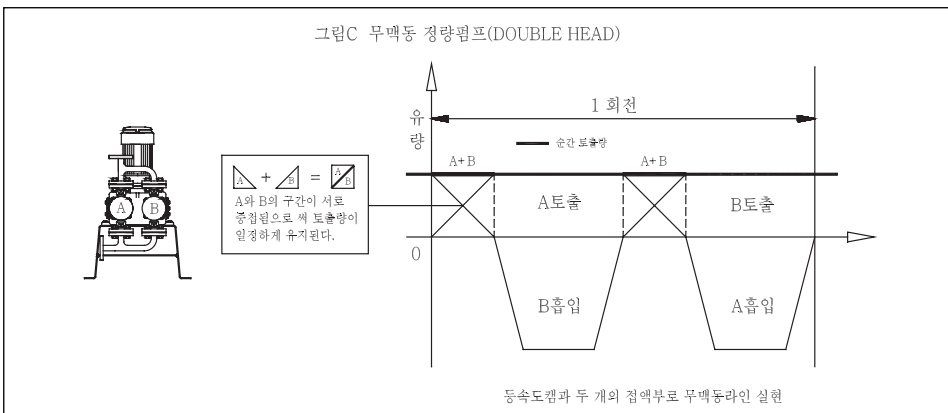 그림C 무맥동 정량펌프(DOUBLE HEAD)
유량
1 회전
순간 토출량
A+B
A+B
A토출
B토출
0
B흡입
A흡입
A + B = A B
A와 B의 구간이 서로
중첩됨으로 써 토출량이
일정하게 유지된다.
A B
등속도캠과 두 개의 접액부로 무맥동라인 실현